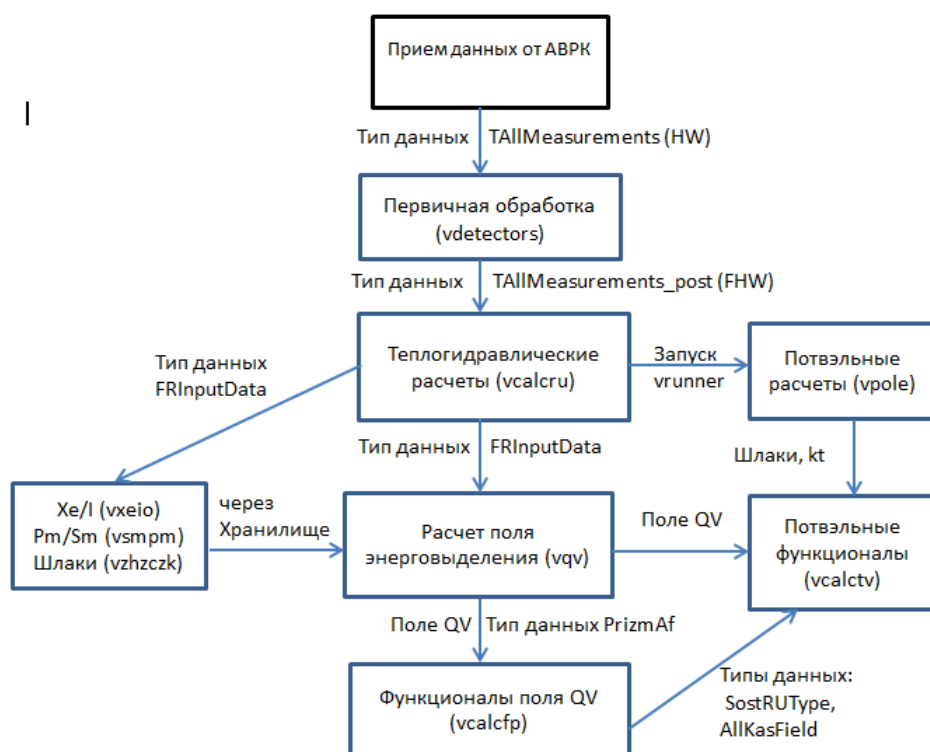 Прием данных от АВРК
Тип данных TAllMeasurements (HW)
Первичная обработка
(vdetectors)
Тип данных TAllMeasurements_post (FHW)
Теплогидравлические
расчеты (vcalcru)
Запуск
vrunner
Потвэльные
расчеты (vpole)
Тип данных
FRInputData
Тип данных FRInputData
Шлаки, kt
Xe/I (vxeio)
Pm/Sm (vsmpm)
Шлаки (vzhzczk)
через
Хранилище
Расчет поля
энерговыделения (vqv)
Поле QV
Потвэльные
функционалы
(vcalctv)
Поле QV Тип данных PrizmAf
Функционалы поля QV
(vcalcfp)
Типы данных:
SostRUType,
AllKasField